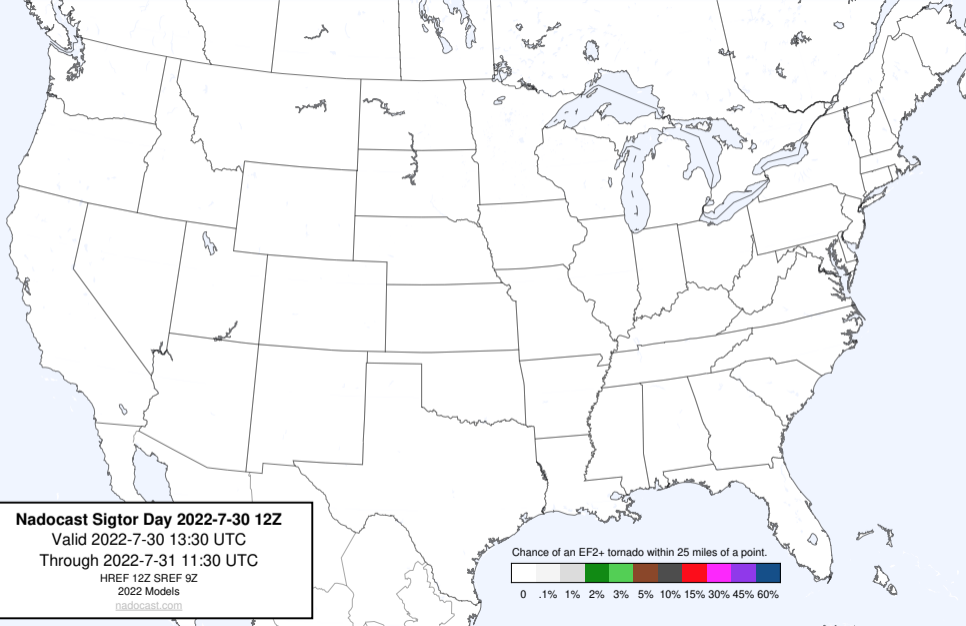 Nadocast Sigtor Day 2022-7-30 12Z
Valid 2022-7-30 13:30 UTC
Through 2022-7-31 11:30 UTC
HREF 12Z SREF 9Z
2022 Models
nadocast.com
Chance of an EF2+ tornado within 25 miles of a point.
0 .1% 1% 2% 3% 5% 10% 15% 30% 45% 60%